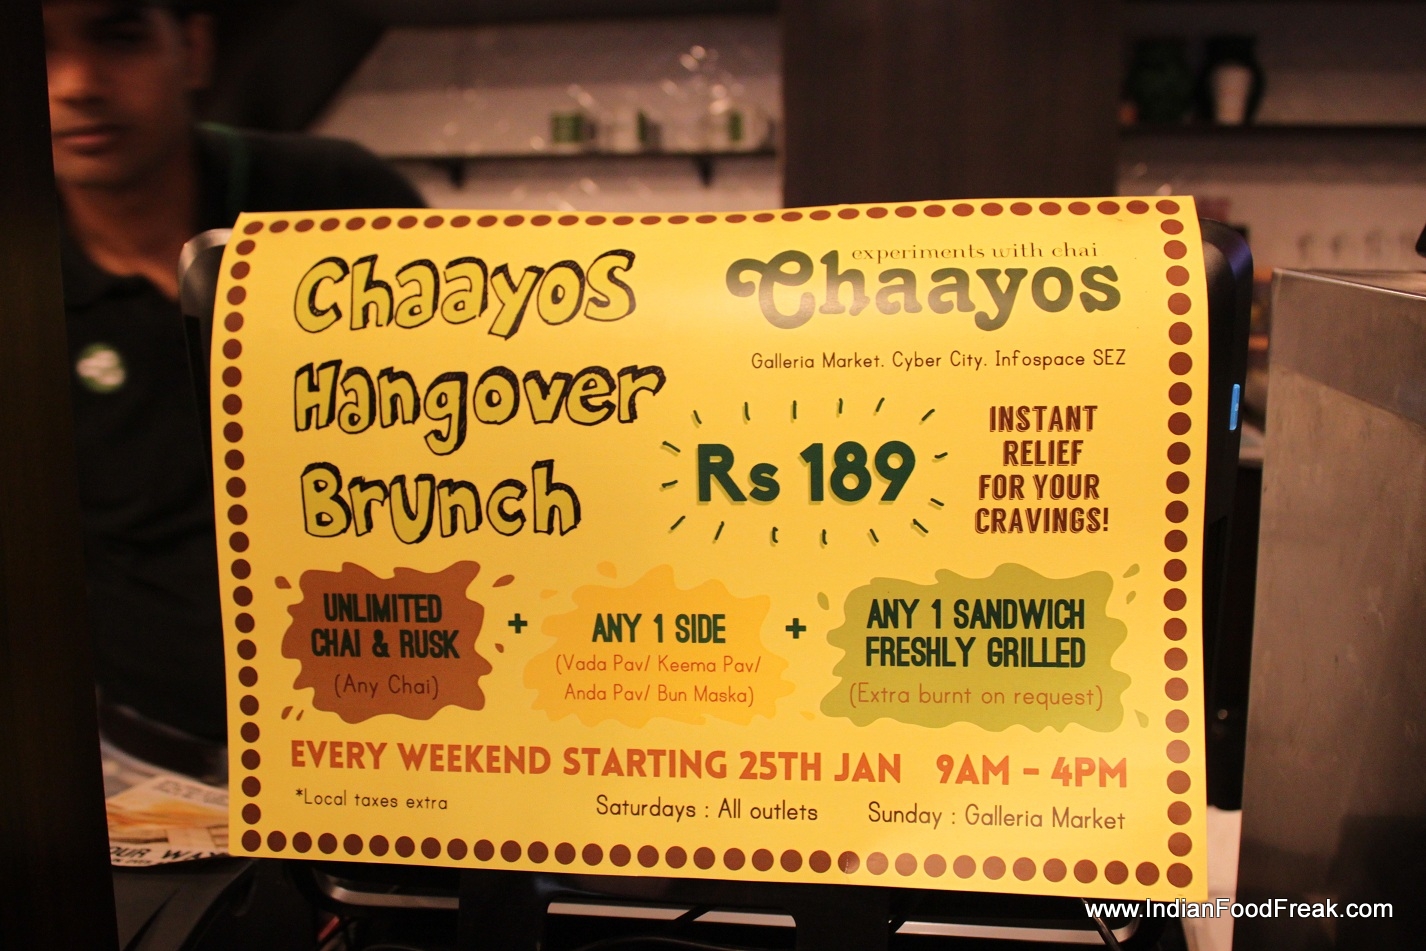 Chaayos
Hangover
Brunch
experiments with chai
Chaayos
Galleria Market. Cyber City. Infospace SEZ
Rs 189
INSTANT
RELIEF
FOR YOUR
CRAVINGS!
UNLIMITED
CHAI & RUSK
(Any Chai)
+
ANY 1 SIDE
(Vada Pav/ Keema Pav/
Anda Pav/ Bun Maska)
+
ANY 1 SANDWICH
FRESHLY GRILLED
(Extra burnt on request)
EVERY WEEKEND STARTING 25TH JAN 9AM - 4PM
*Local taxes extra Saturdays : All outlets Sunday : Galleria Market
www.IndianFoodFreak.com